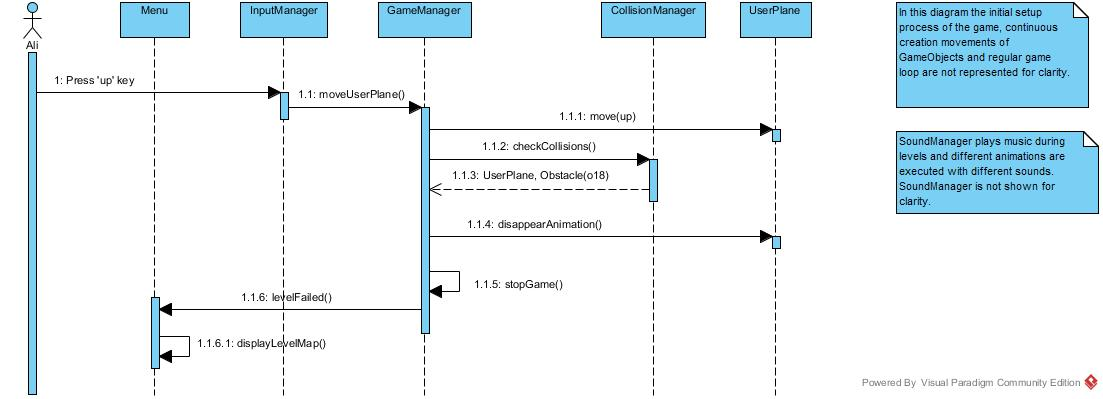 Menu
InputManager
GameManager
CollisionManager
UserPlane
Ali
In this diagram the initial setup
process of the game, continuous
creation movements of
GameObjects and regular game
loop are not represented for clarity.
1: Press 'up' key
1.1: moveUserPlane()
1.1.1: move(up)
1.1.2: checkCollisions()
1.1.3: UserPlane, Obstacle(o18)
SoundManager plays music during
levels and different animations are
executed with different sounds.
SoundManager is not shown for
clarity.
1.1.4: disappearAnimation()
1.1.5: stopGame()
1.1.6: levelFailed()
1.1.6.1: displayLevelMap()
Powered By Visual Paradigm Community Edition